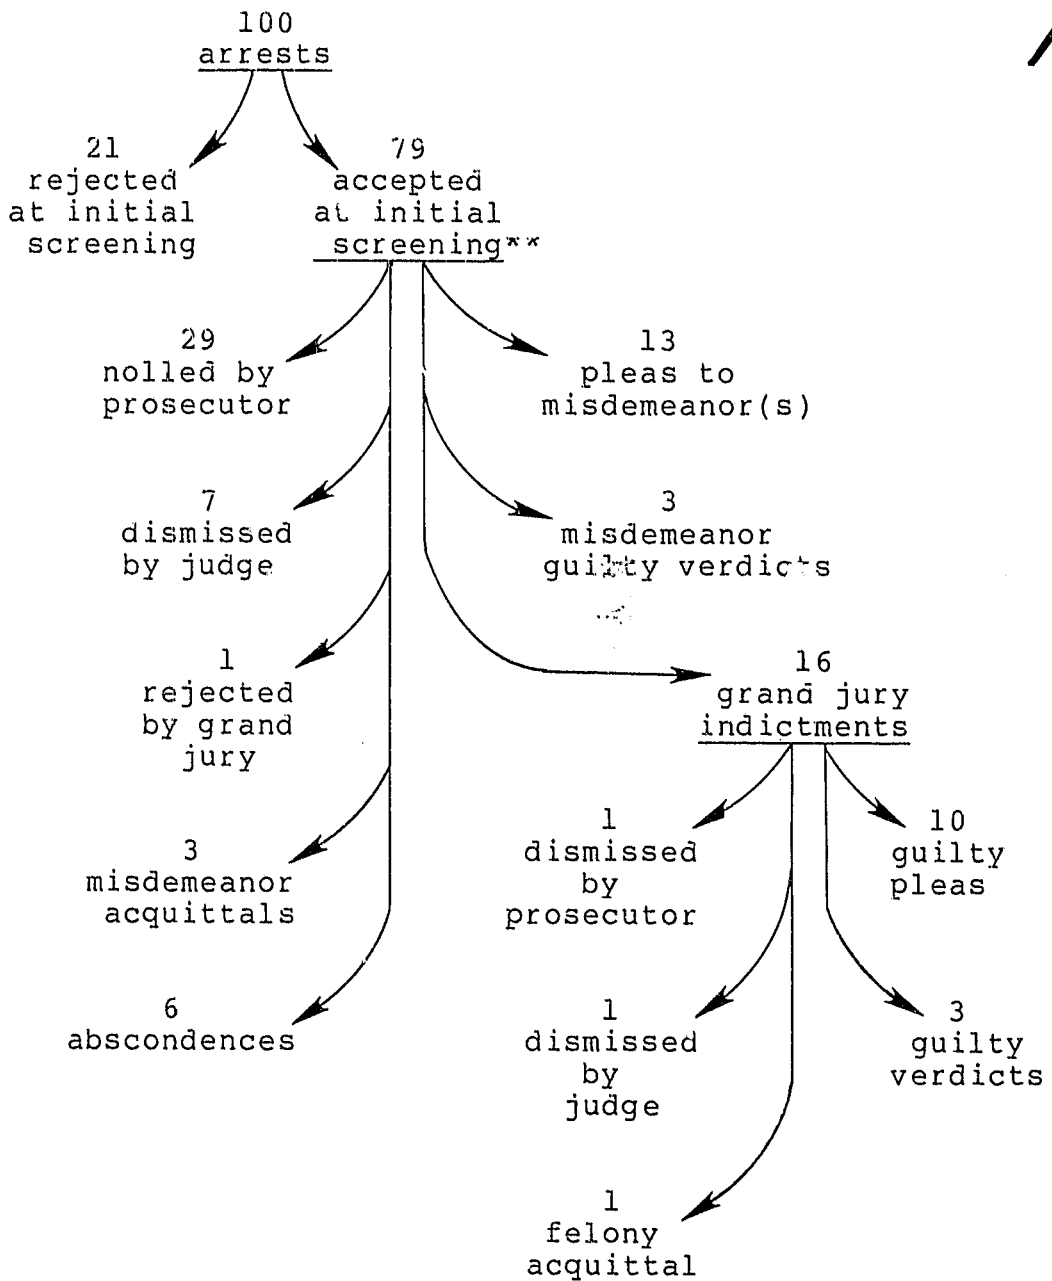 100
arrests
21
rejected
at initial
screening
79
accepted
at initial
screening**
29
nolled by
prosecutor
13
pleas to
misdemeanor(s)
7
dismissed
by judge
3
misdemeanor
guilty verdicts
1
rejected
by grand
jury
16
grand jury
indictments
3
misdemeanor
acquittals
1
dismissed
by
prosecutor
10
guilty
pleas
6
abscondences
1
dismissed
by
judge
3
guilty
verdicts
1
felony
acquittal